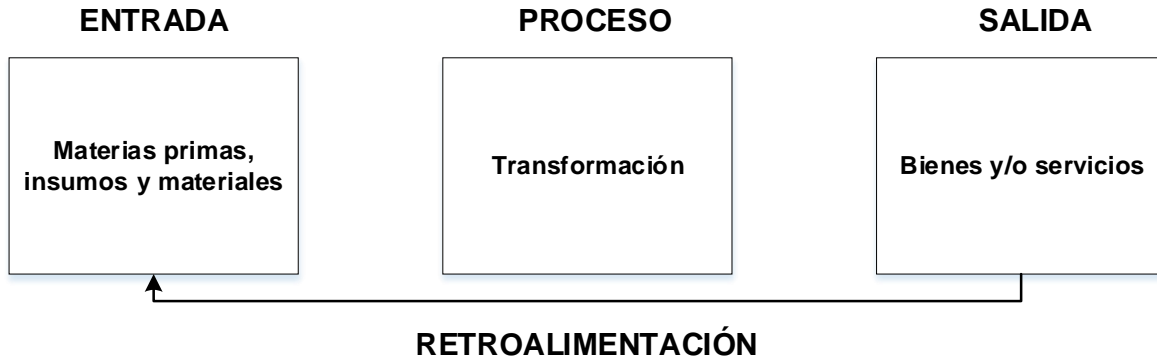 ENTRADA
PROCESO
SALIDA
Materias primas,
insumos y materiales
Transformación
Bienes y/o servicios
RETROALIMENTACIÓN